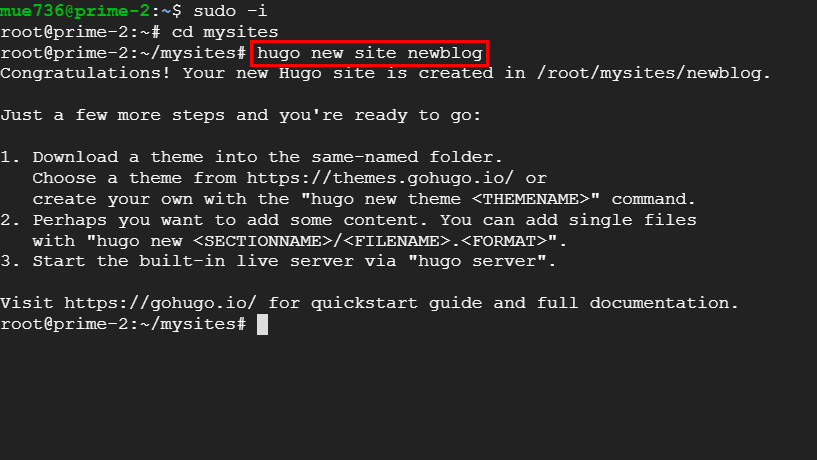 mue736@prime-2:~$ sudo -i
root@prime-2:~# cd mysites
root@prime-2:~/mysites# hugo new site newblog
Congratulations! Your new Hugo site is created in /root/mysites/newblog.
Just a few more steps and you're ready to go:
1. Download a theme into the same-named folder.
Choose a theme from https://themes.gohugo.io/ or
create your own with the "hugo new theme <THEMENAME>" command.
2. Perhaps you want to add some content. You can add single files
with "hugo new <SECTIONNAME>/<FILENAME>.<FORMAT>".
3. Start the built-in live server via "hugo server".
Visit https://gohugo.io/ for quickstart guide and full documentation.
root@prime-2:~/mysites#